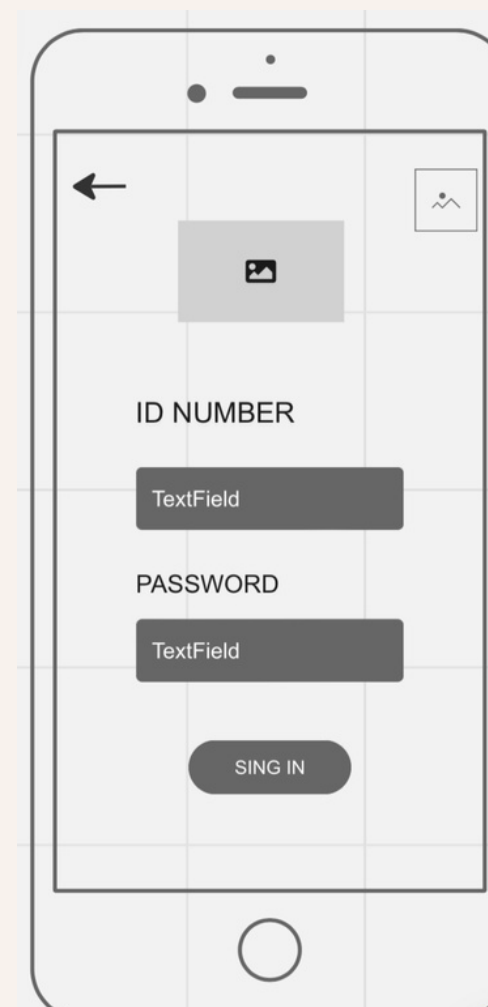 ID NUMBER
TextField
PASSWORD
TextField
SING IN